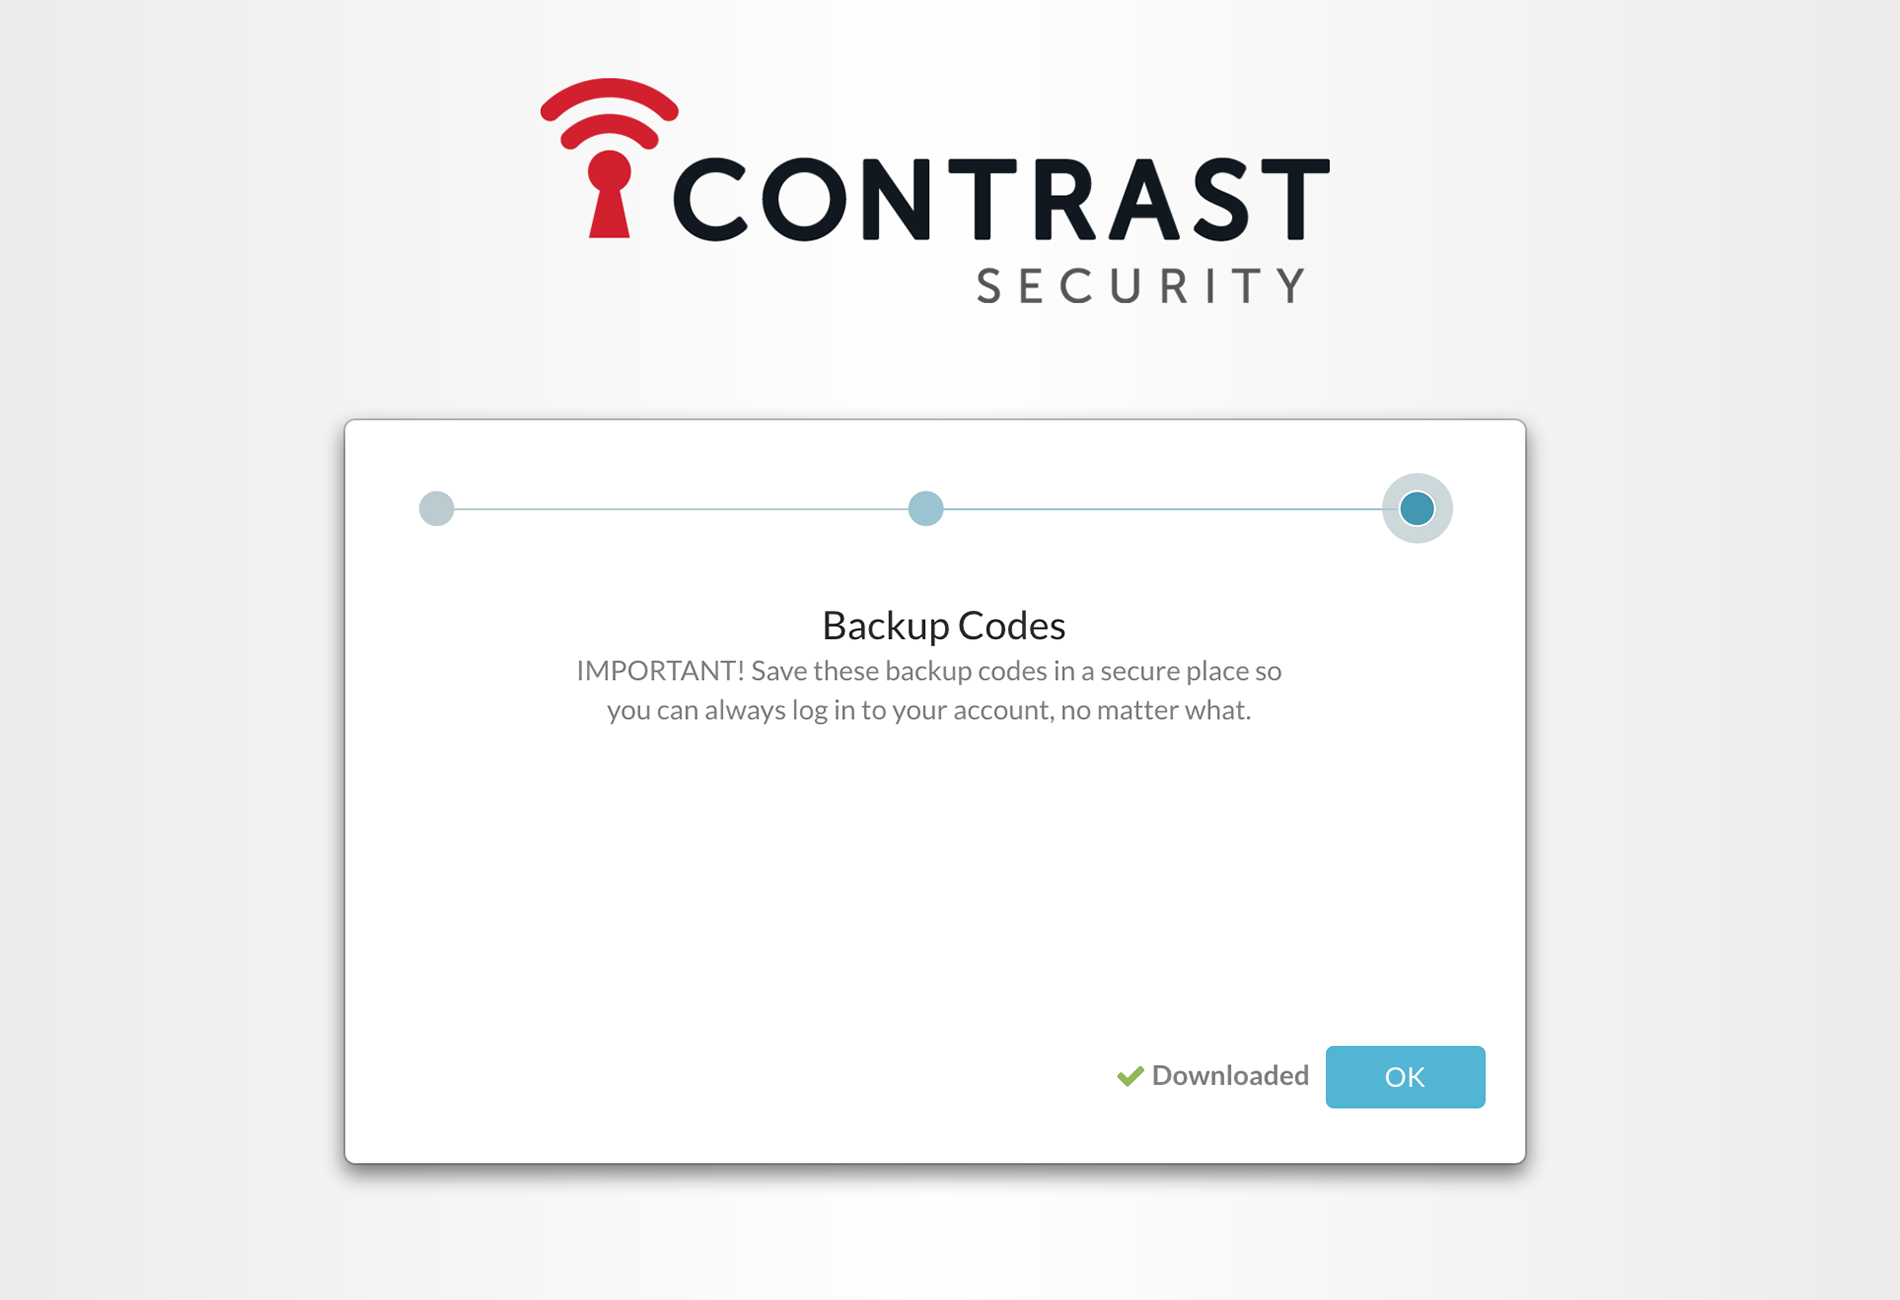 CONTRAST
SECURITY
Backup Codes
IMPORTANT! Save these backup codes in a secure place so
you can always log in to your account, no matter what.
Downloaded
OK